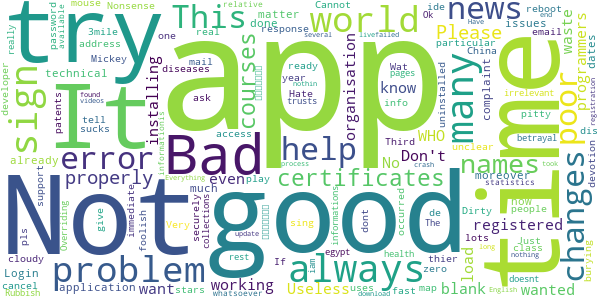 mouse Nonsense
relative
Cannot
available
password
really
3mile
address
Mickey
technical
sign
already
developer
patents
tell
sucks
found
videos
try
It
This
done
mail
one
real
response
several
matter
diseases
ask
year
ready
Hate
trusts
courses
world
Ok
Wat
pages
nothin
know
info
organisation
installing
app
news
Have
ide
end
reboot
dates
Please
issues
email
particular
China
uninstalled
livefailed
many
complaint
poor
waste
programmers
irrelevant
pitty
betrayal
registration
dis
devotion
time
WHO
No
Don't
unclear
names
moreover
statistics
English
took
Bad
help
error
properly
access
certificates
informationis
Everything
process
crash
even
play
much
securely
collections
support
immediate
foolish
Overriding
give
pls
cloudy
Login
cancel
Rubbish
Not
good
problem
Very
update
application
want
stars
whatsoever
working
Useless
rest
sing
iam
If
egypt
zero
thier
dont
uses
download
informations
occurred
de
The
health
fast
map
always
blank
lots
registered
Third
Dirty
load
wanted
long
Just
class
nothing
how
people
doesnt
burying
changes